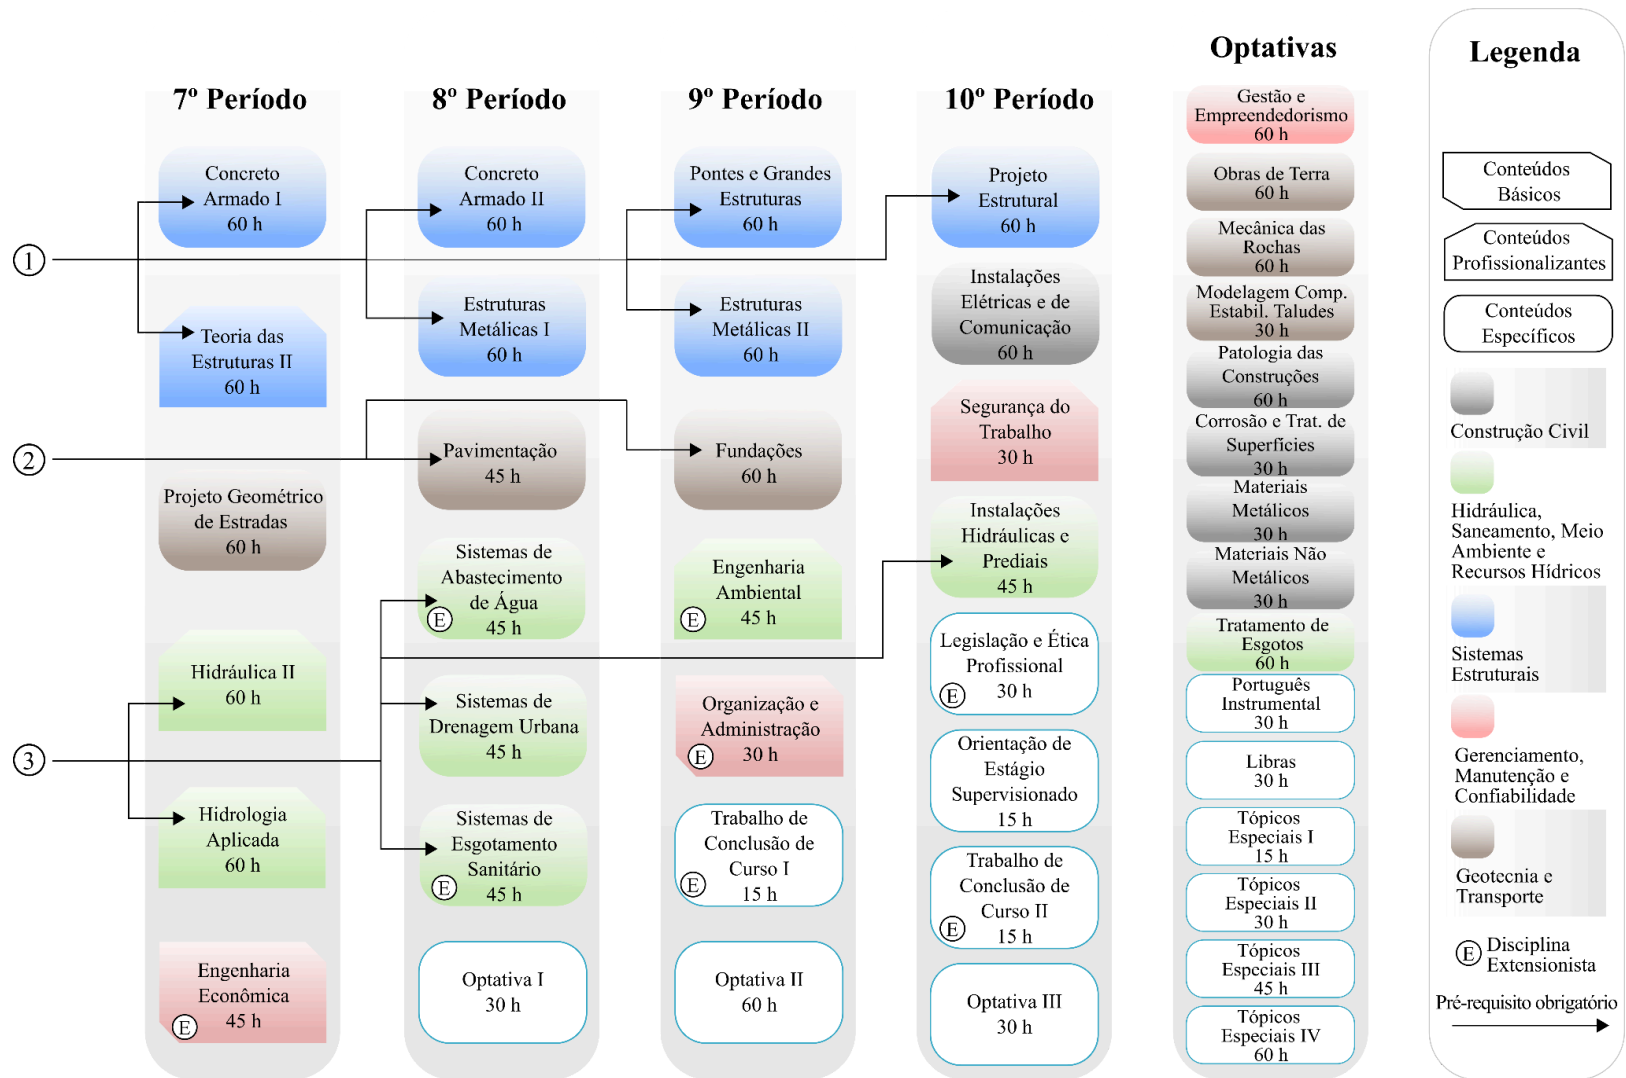 7º Período
Concreto
Armado I
60 h
1
Teoria das
Estruturas II
60 h
2
Projeto Geométrico
de Estradas
60 h
Hidráulica II
60 h
3
Hidrologia
Aplicada
60 h
Engenharia
Econômica
E
45 h
8º Período
Concreto
Armado II
60 h
Estruturas
Metálicas I
60 h
Pavimentação
45 h
Sistemas de
Abastecimento
de Água
E
45 h
Sistemas de
Drenagem Urbana
45 h
Sistemas de
Esgotamento
Sanitário
E
45 h
Optativa I
30 h
9º Período
Pontes e Grandes
Estruturas
60 h
Estruturas
Metálicas II
60 h
Fundações
60 h
Engenharia
Ambiental
E
45 h
Organização e
Administração
E
30 h
Trabalho de
Conclusão de
Curso I
E
15 h
Optativa II
60 h
10º Período
Projeto
Estrutural
60 h
Instalações
Elétricas e de
Comunicação
60 h
Segurança do
Trabalho
30 h
Instalações
Hidráulicas e
Prediais
45 h
Legislação e Ética
Profissional
E
30 h
Orientação de
Estágio
Supervisionado
15 h
Trabalho de
Conclusão de
Curso II
E
15 h
Optativa III
30 h
Optativas
Gestão e
Empreendedorismo
60 h
Obras de Terra
60 h
Mecânica das
Rochas
60 h
Modelagem Comp.
Estabil. Taludes
30 h
Patologia das
Construções
60 h
Corrosão e Trat. de
Superfícies
30 h
Materiais
Metálicos
30 h
Materiais Não
Metálicos
30 h
Tratamento de
Esgotos
60 h
Português
Instrumental
30 h
Libras
30 h
Tópicos
Especiais I
15 h
Tópicos
Especiais II
30 h
Tópicos
Especiais III
45 h
Tópicos
Especiais IV
60 h
Legenda
Conteúdos
Básicos
Conteúdos
Profissionalizantes
Conteúdos
Específicos
Construção Civil
Hidráulica,
Saneamento, Meio
Ambiente e
Recursos Hídricos
Sistemas
Estruturais
Gerenciamento,
Manutenção e
Confiabilidade
Geotecnia e
Transporte
E Disciplina
Extensionista
Pré-requisito obrigatório